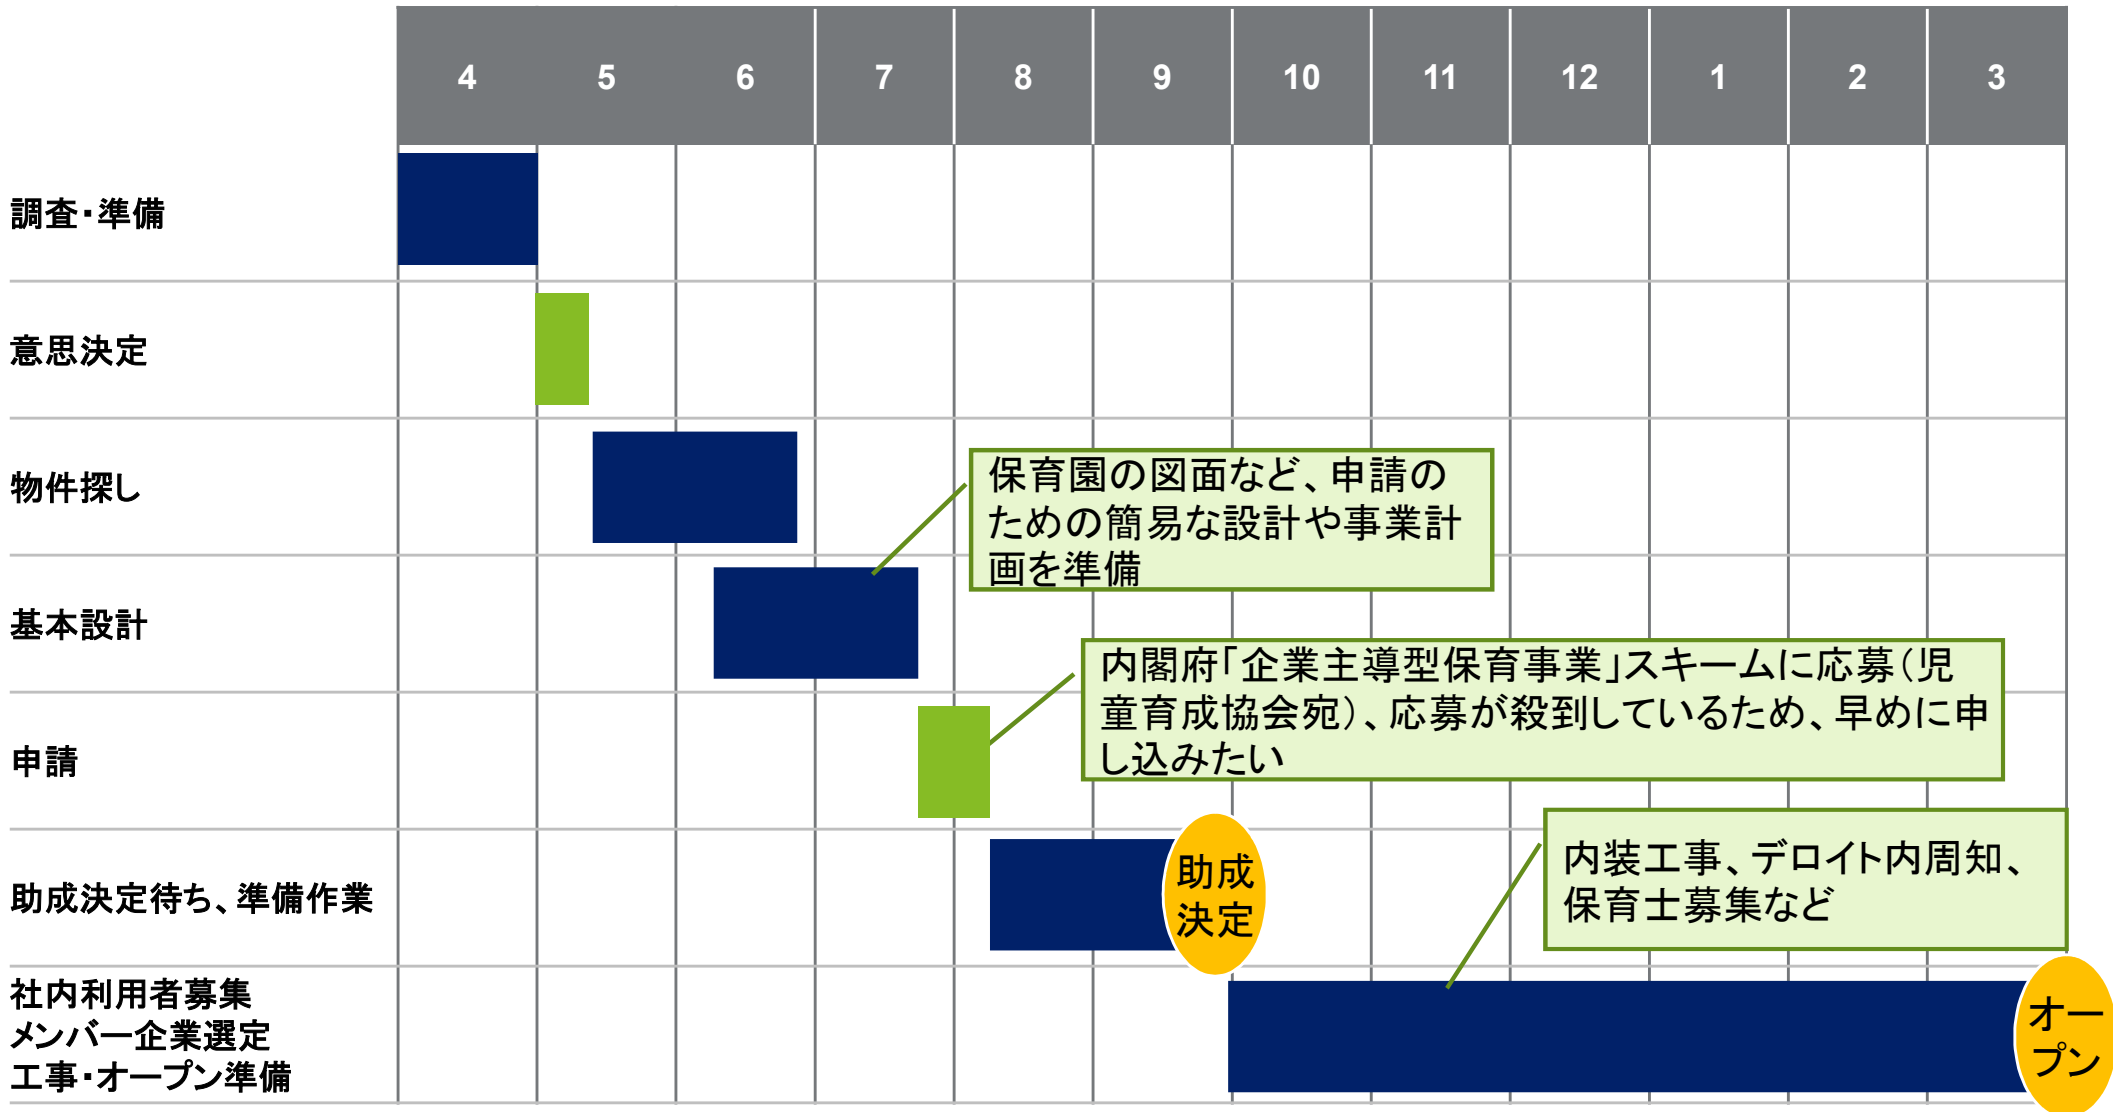 4 5 6 7 8 9 10 11 12 1 2 3
調査・準備
意思決定
物件探し
保育園の図面など、申請の
ための簡易な設計や事業計
画を準備
基本設計
内閣府「企業主導型保育事業」スキームに応募（児
童育成協会宛）、応募が殺到しているため、早めに申
し込みたい
申請
助成決定待ち、準備作業
助成
決定
内装工事、デロイト内周知、
保育士募集など
社内利用者募集
メンバー企業選定
工事・オープン準備
オー
プン